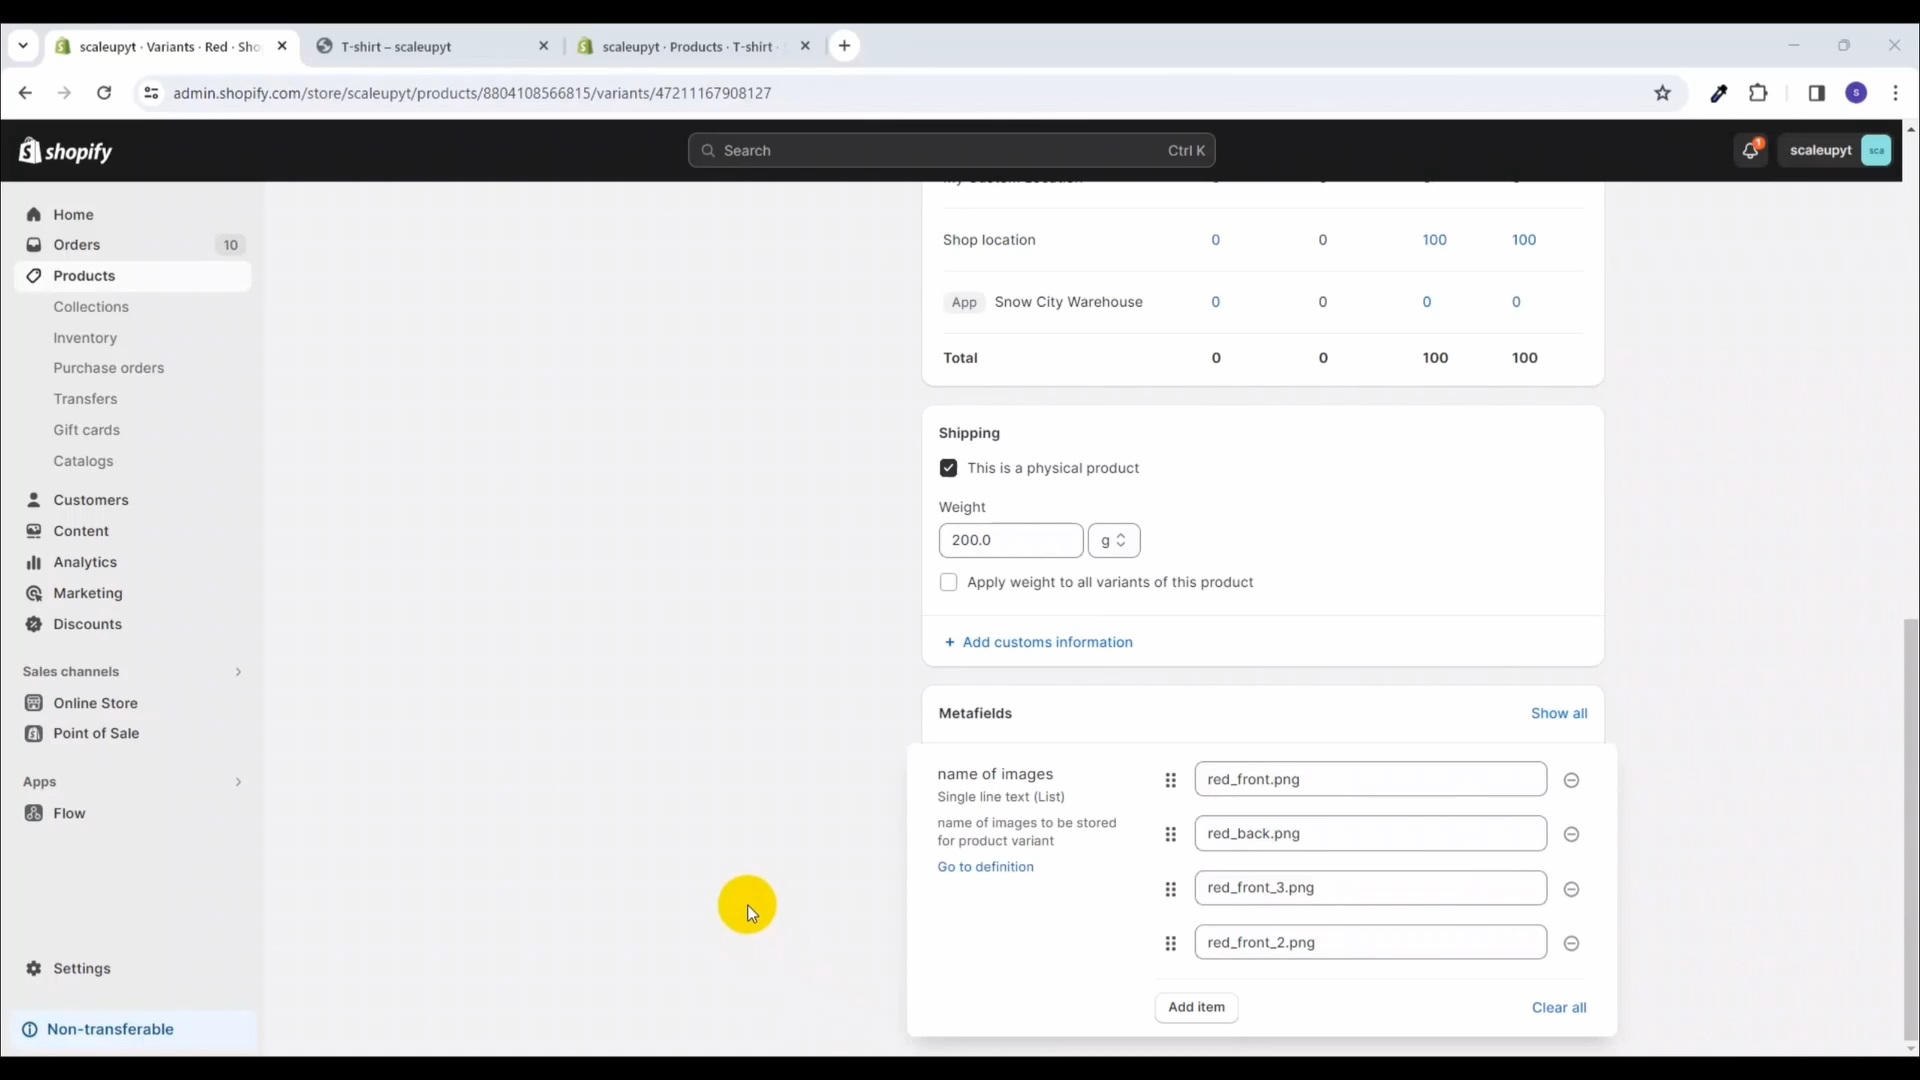 scaleupyt · Variants · Red · Sho
T-shirt – scaleupyt
scaleupyt · Products · T-shirt ·
admin.shopify.com/store/scaleupyt/products/8804108566815/variants/47211167908127
S
shopify
Search
Ctrl K
1
scaleupyt
sca
Home
Orders
10
Products
Collections
Inventory
Purchase orders
Transfers
Gift cards
Catalogs
Customers
Content
Analytics
Marketing
Discounts
Sales channels
Online Store
Point of Sale
Apps
Flow
Settings
Non-transferable
Shop location 0 0 100 100
App Snow City Warehouse 0 0 0 0
Total 0 0 100 100
Shipping
This is a physical product
Weight
200.0
g
Apply weight to all variants of this product
+ Add customs information
Metafields
Show all
name of images
Single line text (List)
name of images to be stored
for product variant
Go to definition
red_front.png
red_back.png
red_front_3.png
red_front_2.png
Add item
Clear all